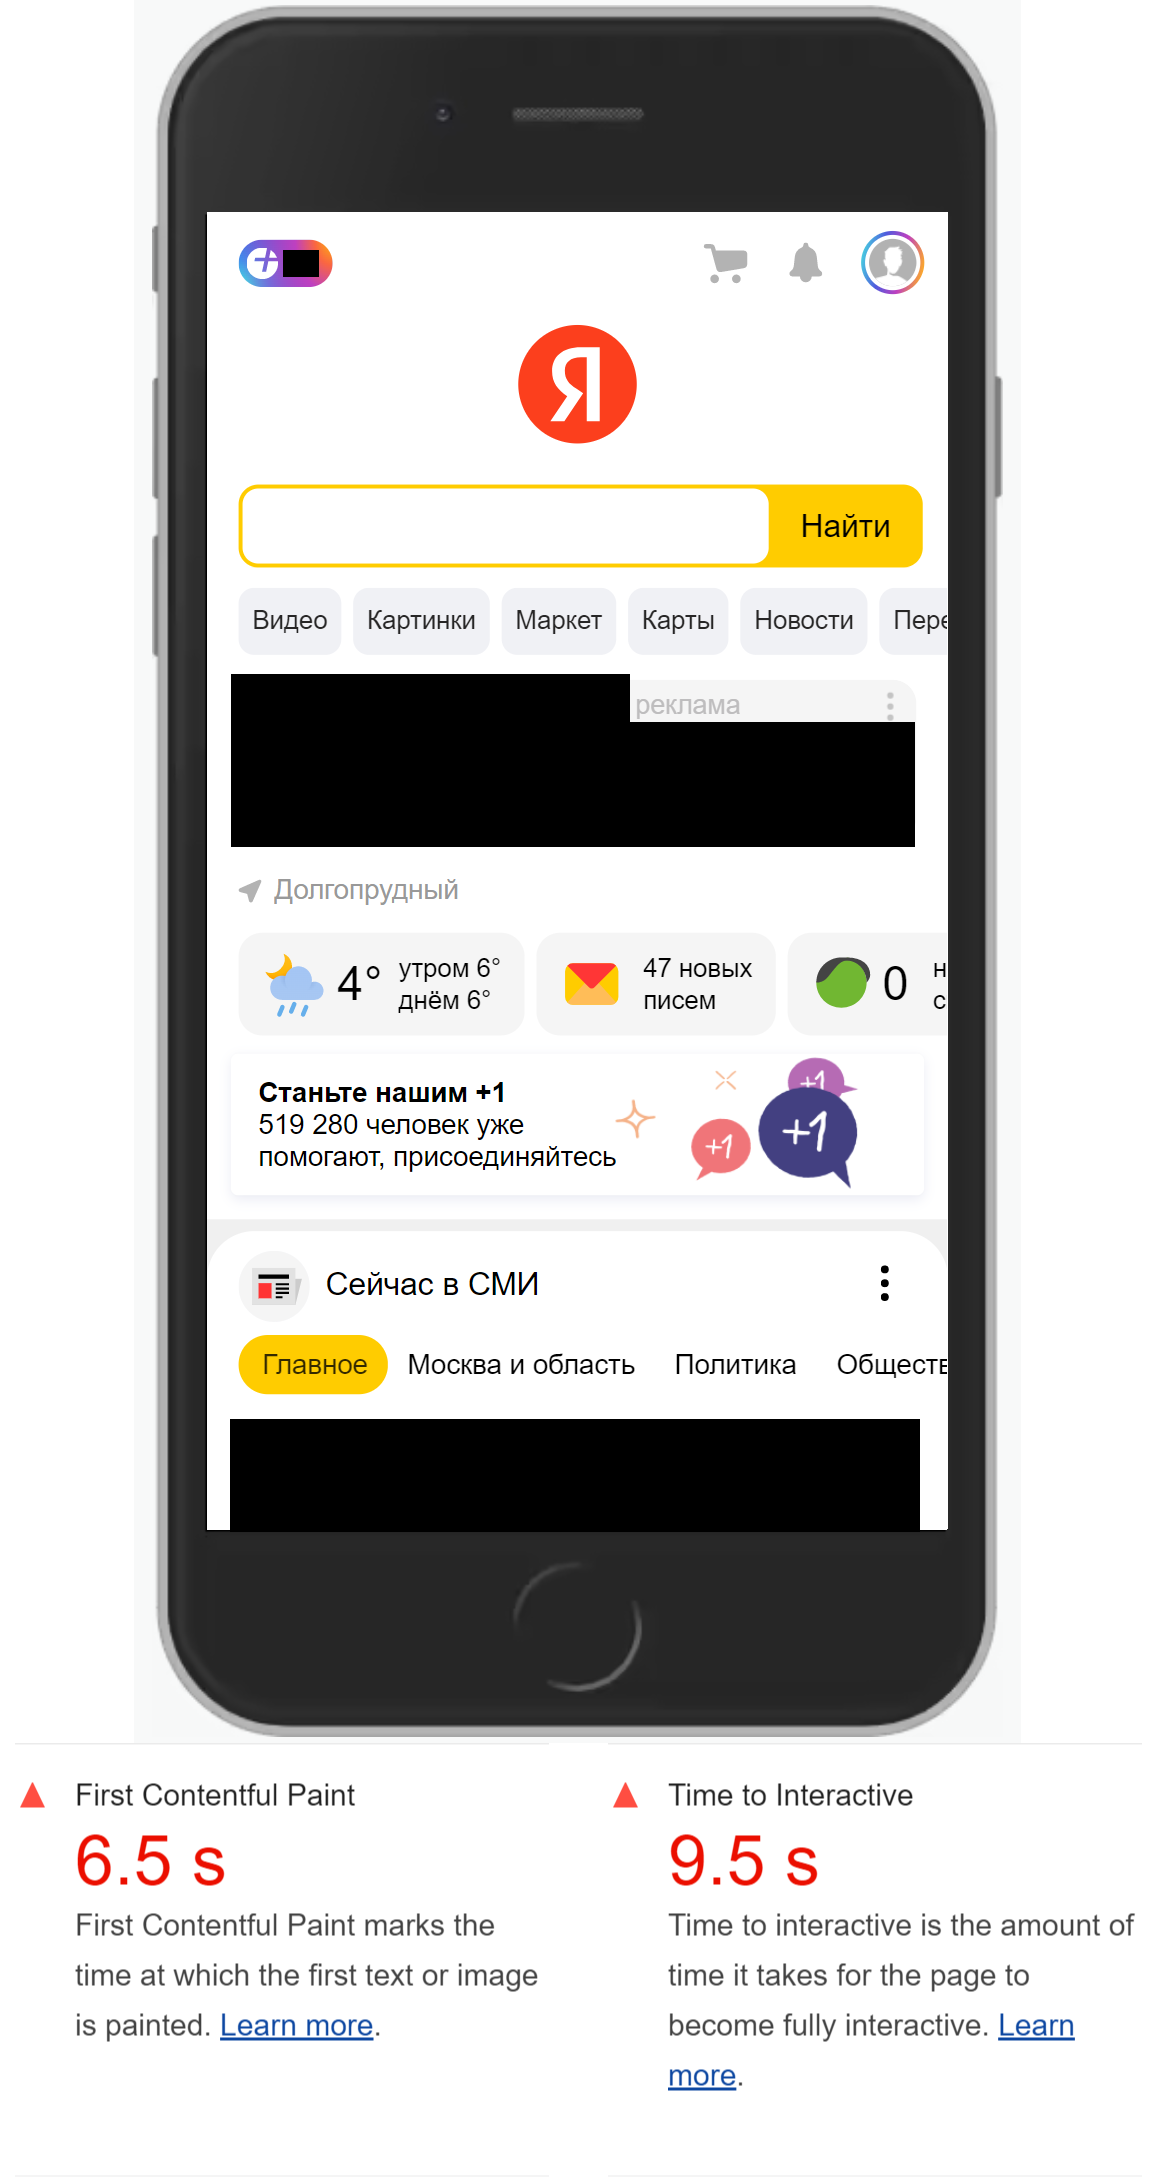 Я
Найти
Видео
Картинки
Маркет
Карты
Новости
Пере
реклама
Долгопрудный
4°
утром 6°
днём 6°
47 новых
писем
0
н
с
Станьте нашим +1
519 280 человек уже
помогают, присоединяйтесь
+1
+1
+1
Сейчас в СМИ
Главное
Москва и область
Политика
Обществ
First Contentful Paint
6.5 s
First Contentful Paint marks the
time at which the first text or image
is painted. Learn more.
Time to Interactive
9.5 s
Time to interactive is the amount of
time it takes for the page to
become fully interactive. Learn
more.